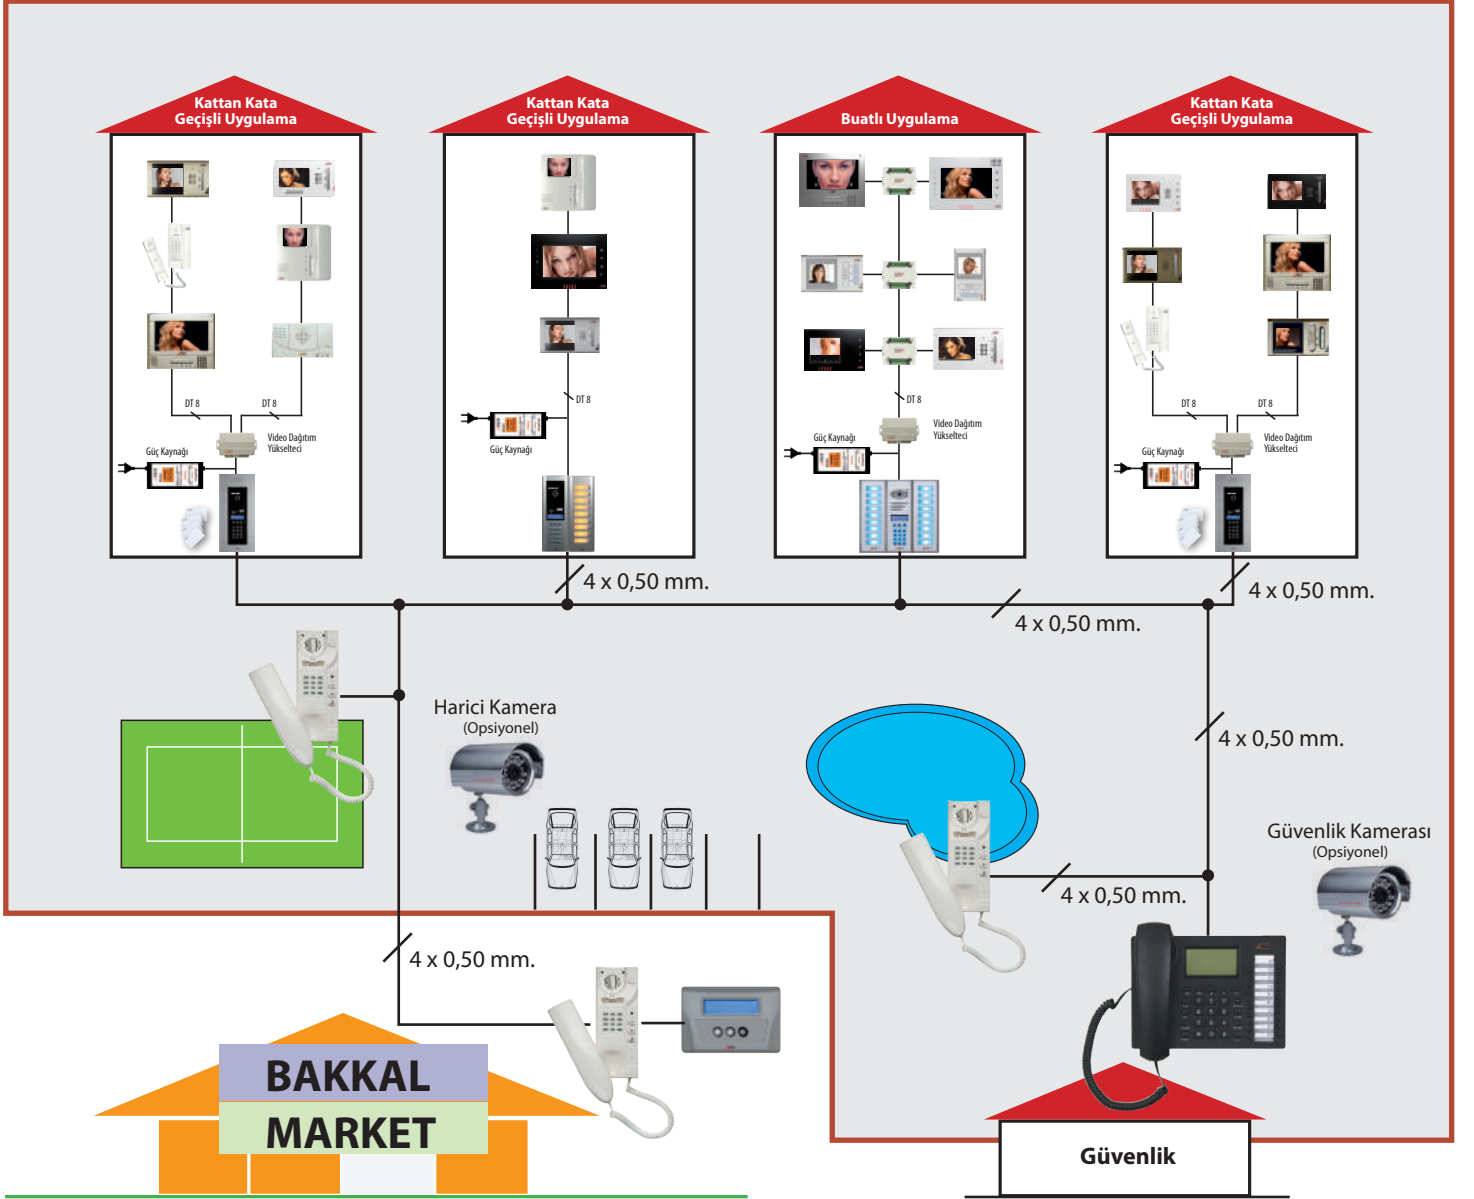 Kattan Kata
Geçişli Uygulama
Kattan Kata
Geçişli Uygulama
Buatlı Uygulama
Kattan Kata
Geçişli Uygulama
DT 8
DT 8
Video Dağıtım
Yükselteci
Güç Kaynağı
DT 8
Güç Kaynağı
DT 8
Video Dağıtım
Yükselteci
Güç Kaynağı
DT 8
DT 8
Video Dağıtım
Yükselteci
Güç Kaynağı
4 x 0,50 mm.
4 x 0,50 mm.
4 x 0,50 mm.
Harici Kamera
(Opsiyonel)
4 x 0,50 mm.
Güvenlik Kamerası
(Opsiyonel)
4 x 0,50 mm.
4 x 0,50 mm.
BAKKAL
MARKET
Güvenlik